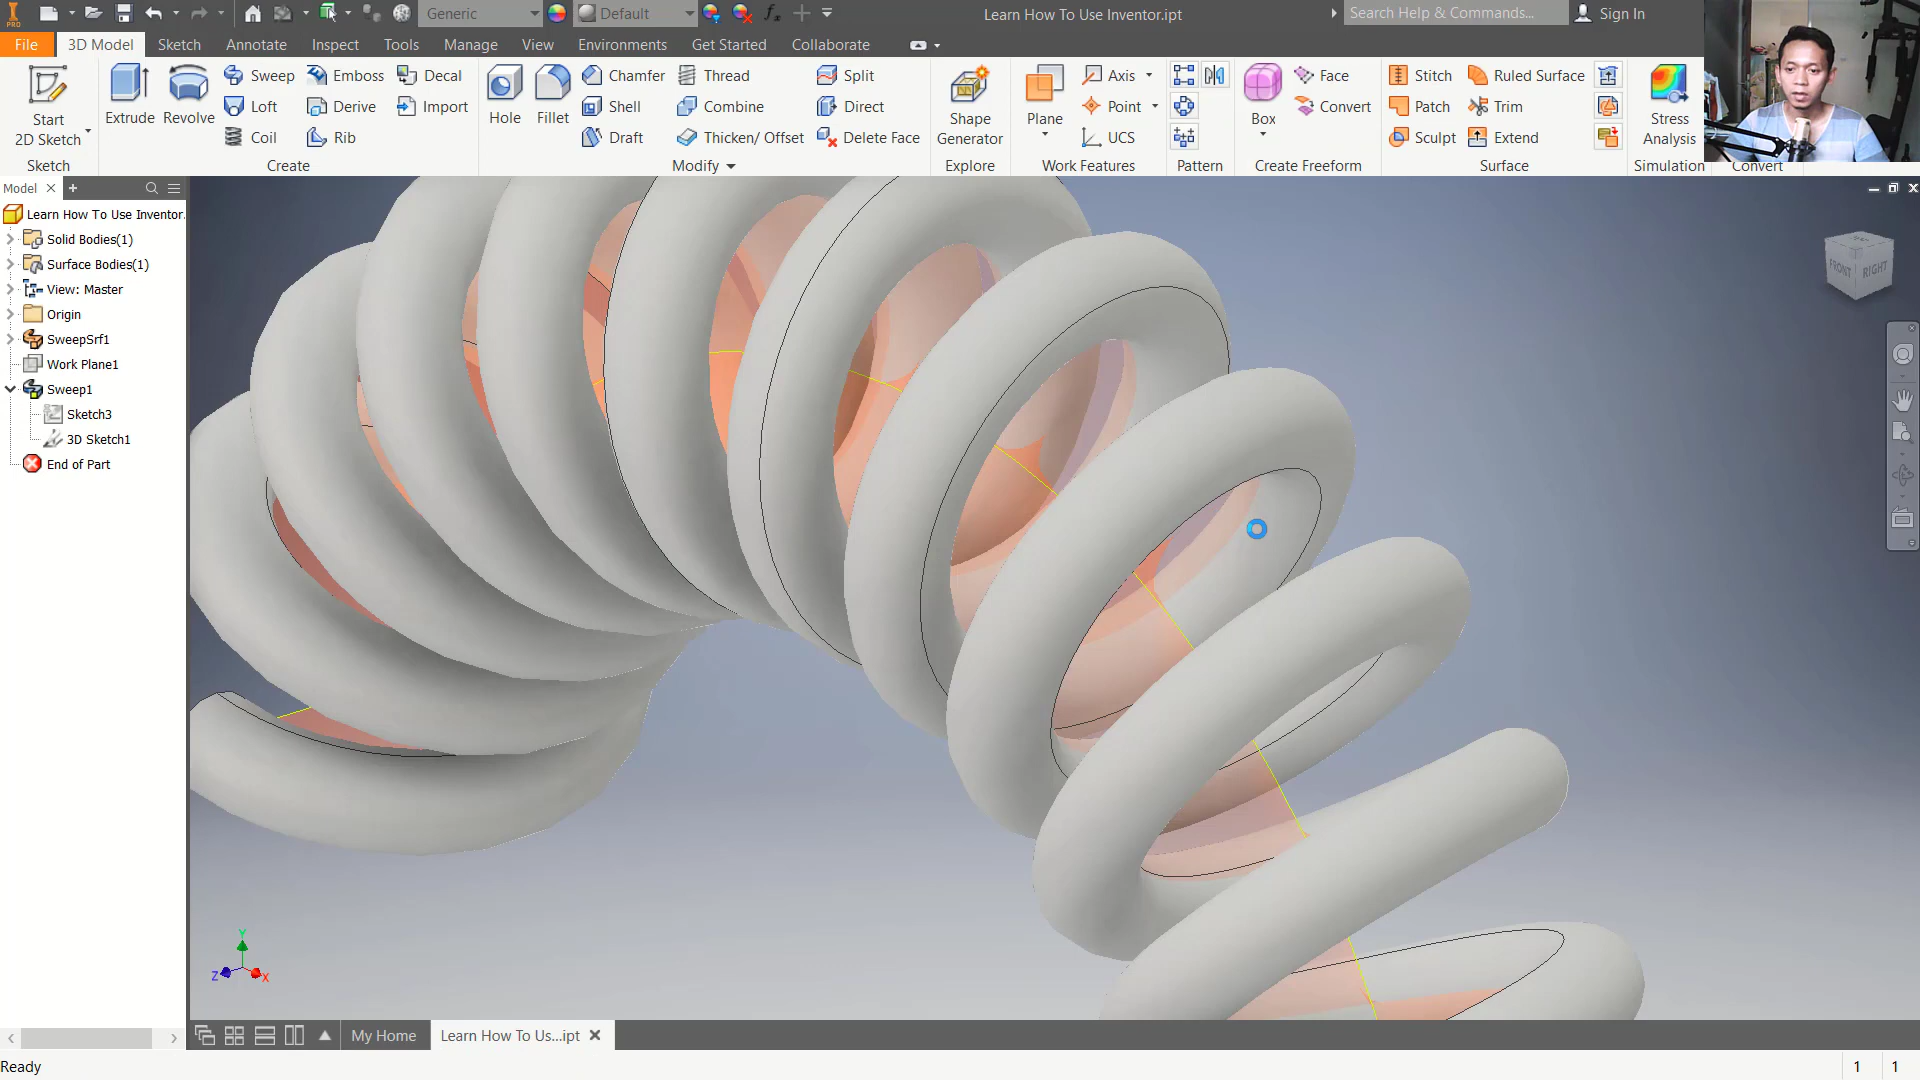 PRO
Generic
Default
Learn How To Use Inventor.ipt
Search Help & Commands...
Sign In
File
3D Model
Sketch
Annotate
Inspect
Tools
Manage
View
Environments
Get Started
Collaborate
Start
2D Sketch
Extrude
Revolve
Sweep
Loft
Coil
Emboss
Derive
Rib
Decal
Import
Hole
Fillet
Chamfer
Shell
Draft
Thread
Combine
Thicken/ Offset
Split
Direct
Delete Face
Shape
Generator
Plane
Axis
Point
UCS
Box
Face
Convert
Stitch
Patch
Sculpt
Ruled Surface
Trim
Extend
Stress
Analysis
Sketch
Create
Modify
Explore
Work Features
Pattern
Create Freeform
Surface
Simulation
Convert
Model
Learn How To Use Inventor.
Solid Bodies(1)
Surface Bodies(1)
View: Master
Origin
SweepSrf1
Work Plane1
Sweep1
Sketch3
3D Sketch1
End of Part
FRONT
RIGHT
Y
Z
X
My Home
Learn How To Us...ipt
Ready
1
1